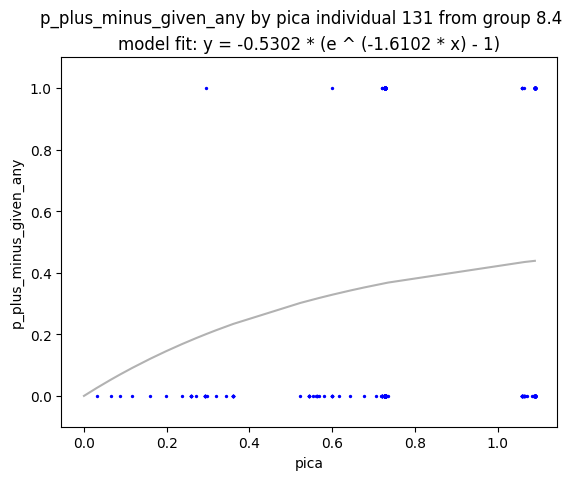 p_plus_minus_given_any by pica individual 131 from group 8.4
model fit: y = -0.5302 * (e ^ (-1.6102 * x) - 1)
1.0
0.8
0.6
0.4
0.2
0.0
p_plus_minus_given_any
0.0 0.2 0.4 0.6 0.8 1.0
pica